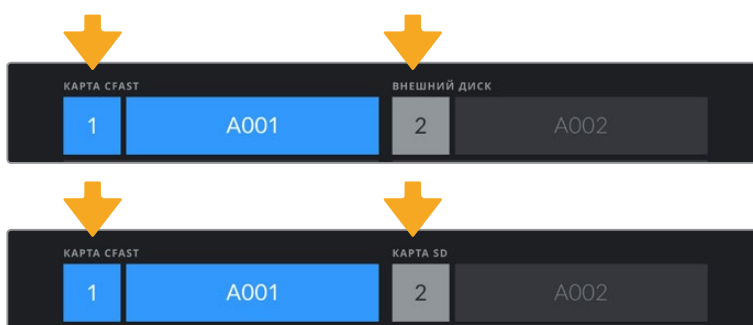 КАРТА CFAST ВНЕШНИЙ ДИСК
1 A001 2 A002
КАРТА CFAST КАРТА SD
1 A001 2 A002